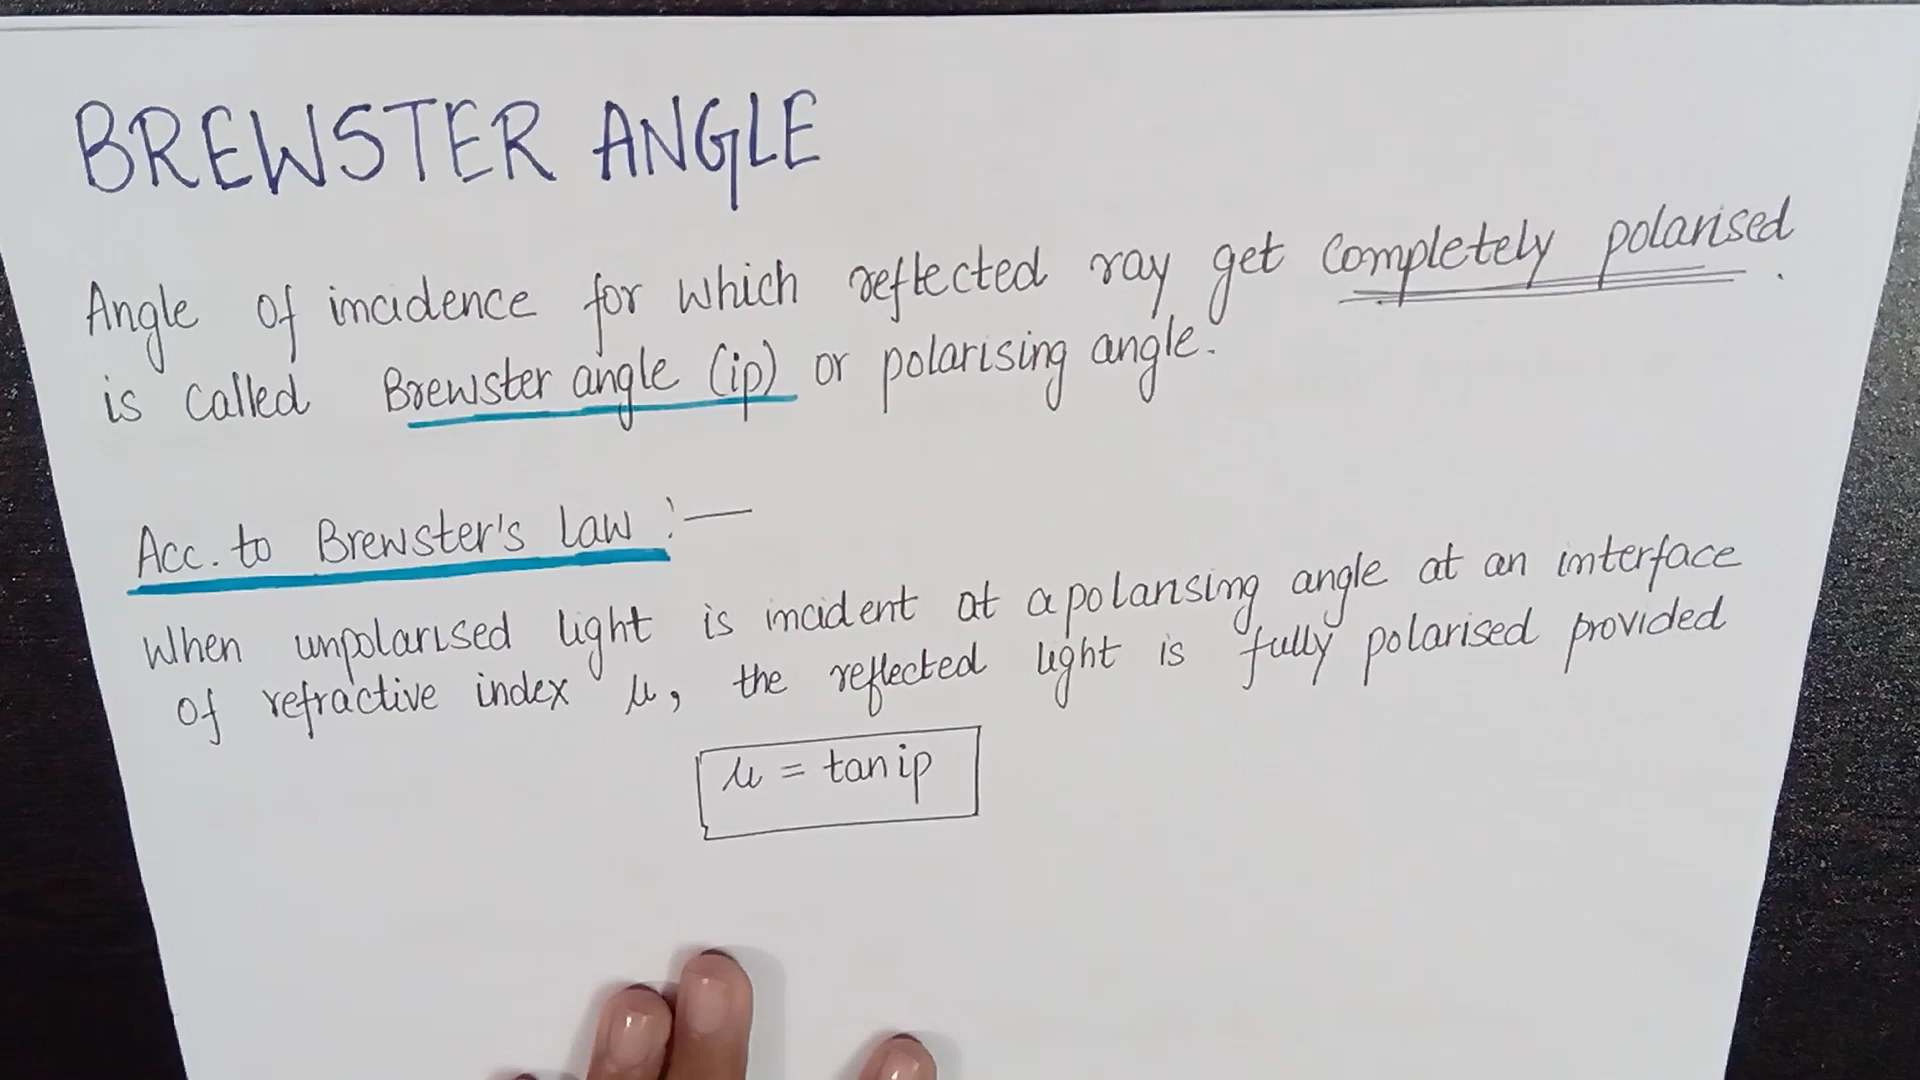 BREWSTER ANGLE
Angle of incidence for which reflected ray get completely polarised.
is called Brewster angle (ip) or polarising angle.
Acc. to Brewster's Law :—
When unpolarised light is incident at a polarising angle at an interface
of refractive index μ, the reflected light is fully polarised provided
μ = tan ip